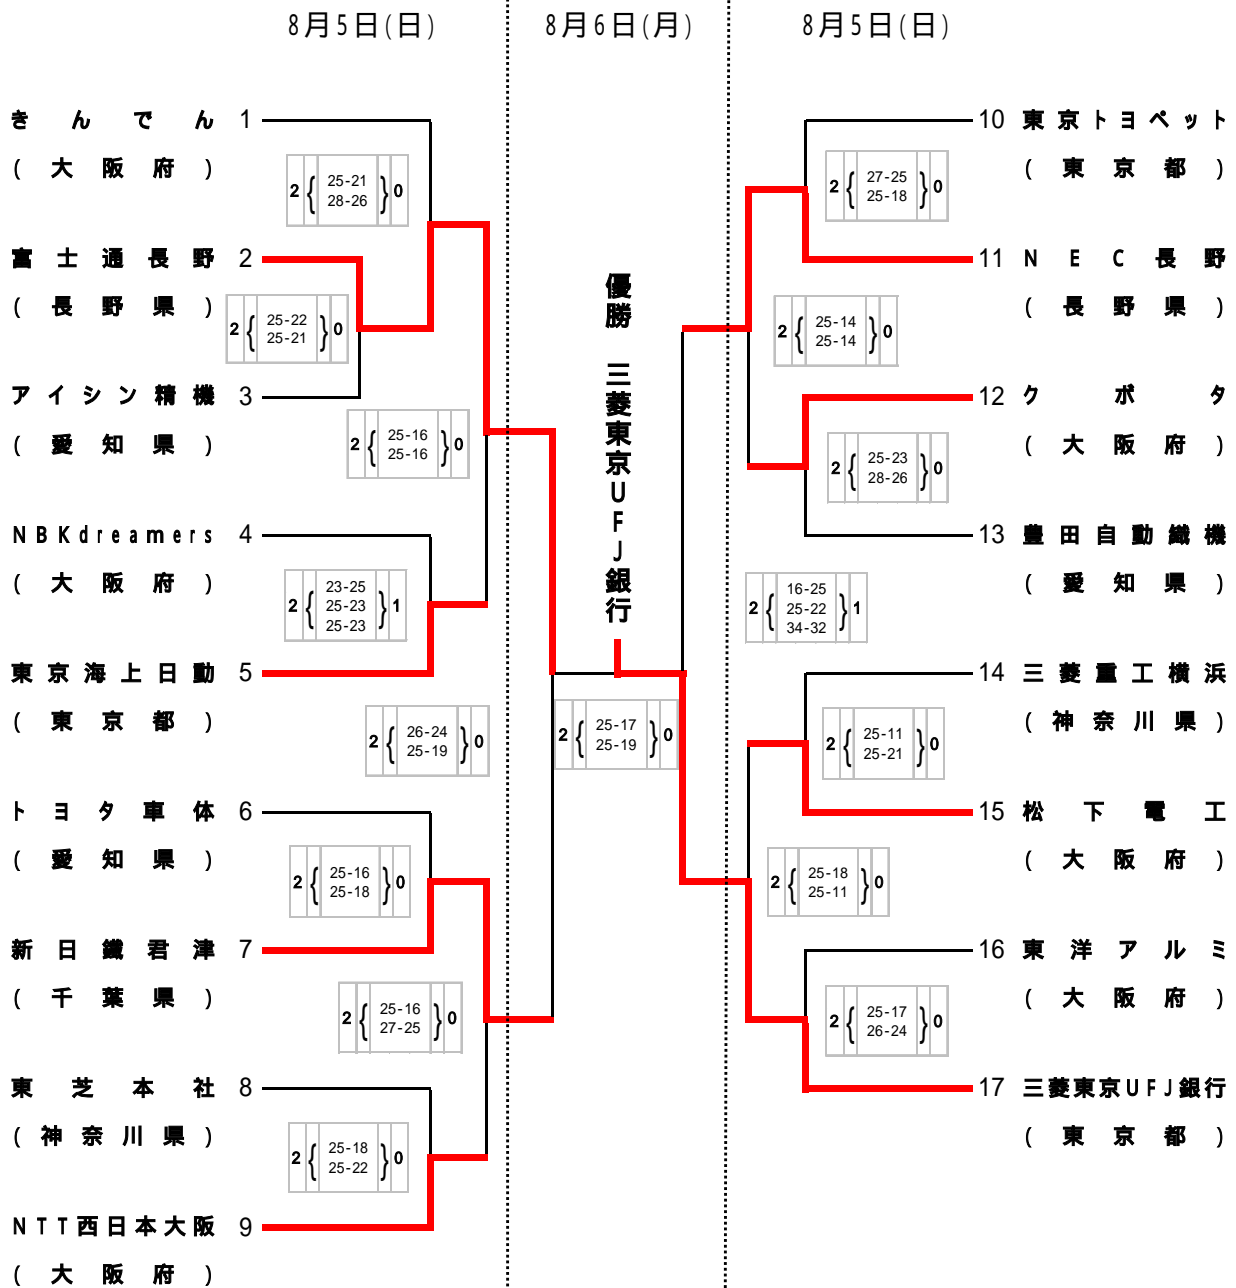 8月5日(日)
8月6日(月)
8月5日(日)
きんでん 1
(大阪府)
2 { 25-21 28-26 } 0
富士通長野 2
(長野県)
2 { 25-22 25-21 } 0
アイシン精機 3
(愛知県)
2 { 25-16 25-16 } 0
NBKdreamers 4
(大阪府)
2 { 23-25 25-23 25-23 } 1
東京海上日動 5
(東京都)
2 { 26-24 25-19 } 0
トヨタ車体 6
(愛知県)
2 { 25-16 25-18 } 0
新日鐵君津 7
(千葉県)
2 { 25-16 27-25 } 0
東芝本社 8
(神奈川県)
2 { 25-18 25-22 } 0
NTT西日本大阪 9
(大阪府)
優勝 三菱東京UFJ銀行
2 { 25-17 25-19 } 0
10 東京トヨペット
(東京都)
2 { 27-25 25-18 } 0
11 NEC長野
(長野県)
2 { 25-14 25-14 } 0
12 クボタ
(大阪府)
2 { 25-23 28-26 } 0
13 豊田自動織機
(愛知県)
2 { 16-25 25-22 34-32 } 1
14 三菱重工横浜
(神奈川県)
2 { 25-11 25-21 } 0
15 松下電工
(大阪府)
2 { 25-18 25-11 } 0
16 東洋アルミ
(大阪府)
2 { 25-17 26-24 } 0
17 三菱東京UFJ銀行
(東京都)